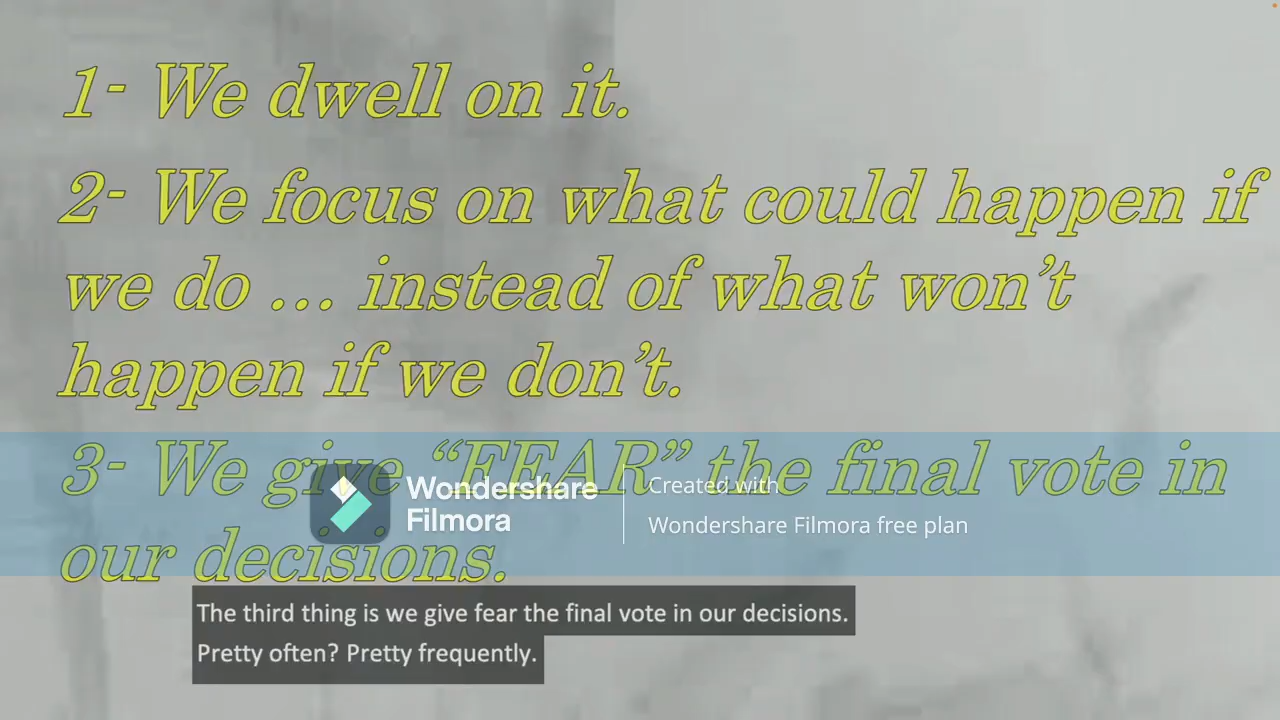 1- We dwell on it.
2- We focus on what could happen if
we do ... instead of what won’t
happen if we don’t.
3- We give “FEAR” the final vote in
our decisions.
Wondershare
Filmora
Created with
Wondershare Filmora free plan
The third thing is we give fear the final vote in our decisions.
Pretty often? Pretty frequently.